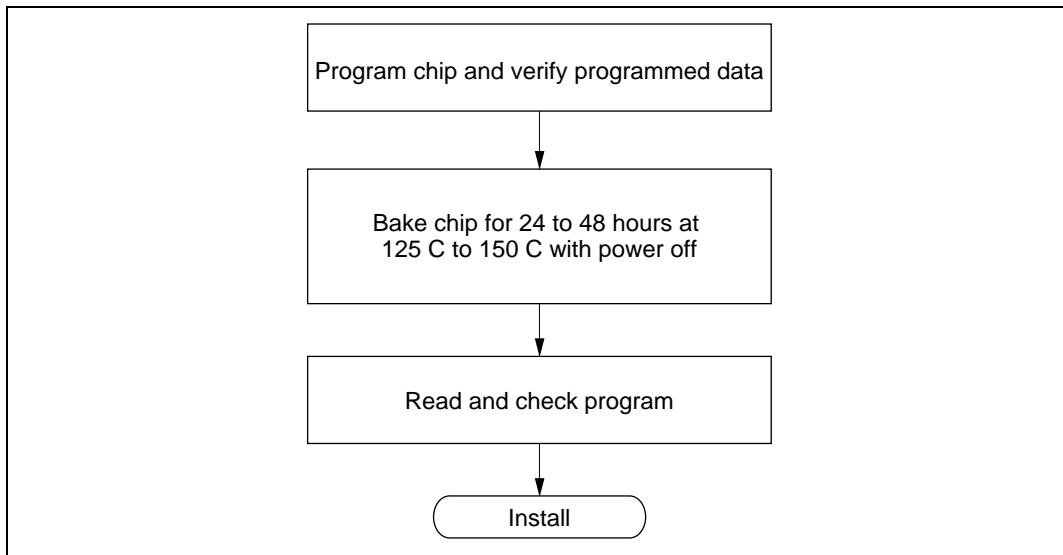 Program chip and verify programmed data
Bake chip for 24 to 48 hours at
125 C to 150 C with power off
Read and check program
Install